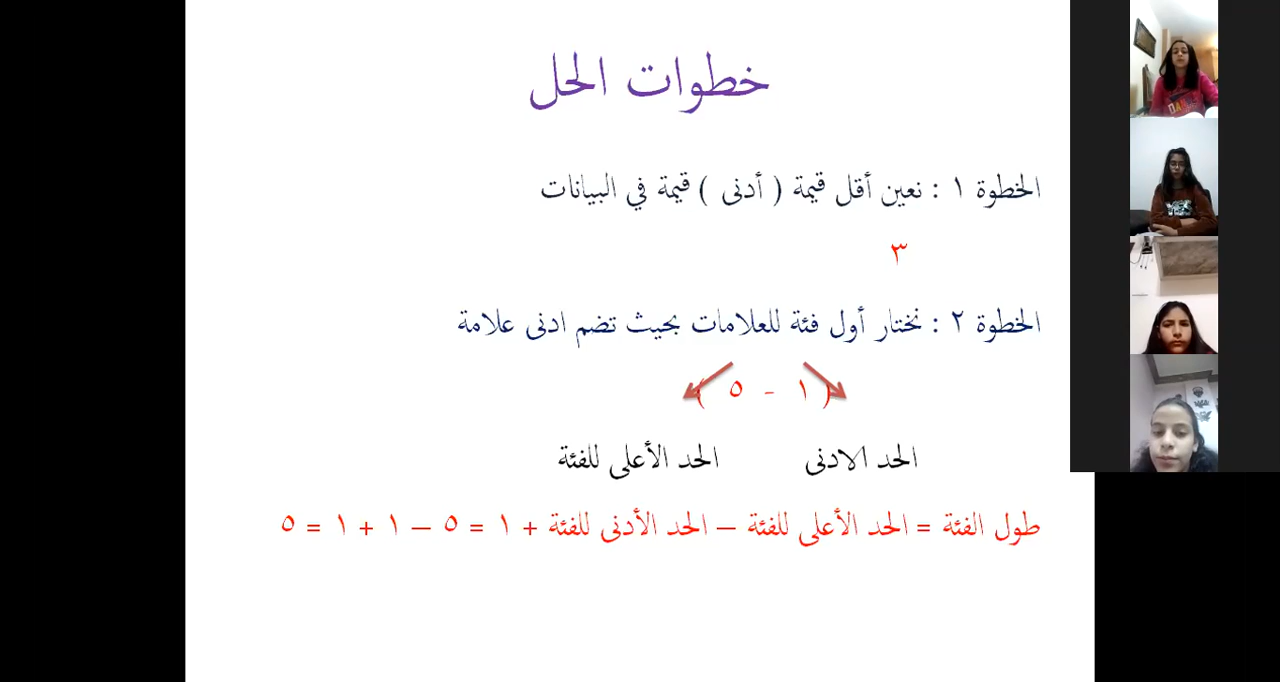 خطوات الحل
الخطوة ١ : نعين أقل قيمة ( أدنى ) قيمة في البيانات
٣
الخطوة ٢ : نختار أول فئة للعلامات بحيث تضم ادنى علامة
( ١ - ٥ )
الحد الادنى الحد الأعلى للفئة
طول الفئة = الحد الأعلى للفئة – الحد الأدنى للفئة + ١ = ٥ – ١ + ١ = ٥